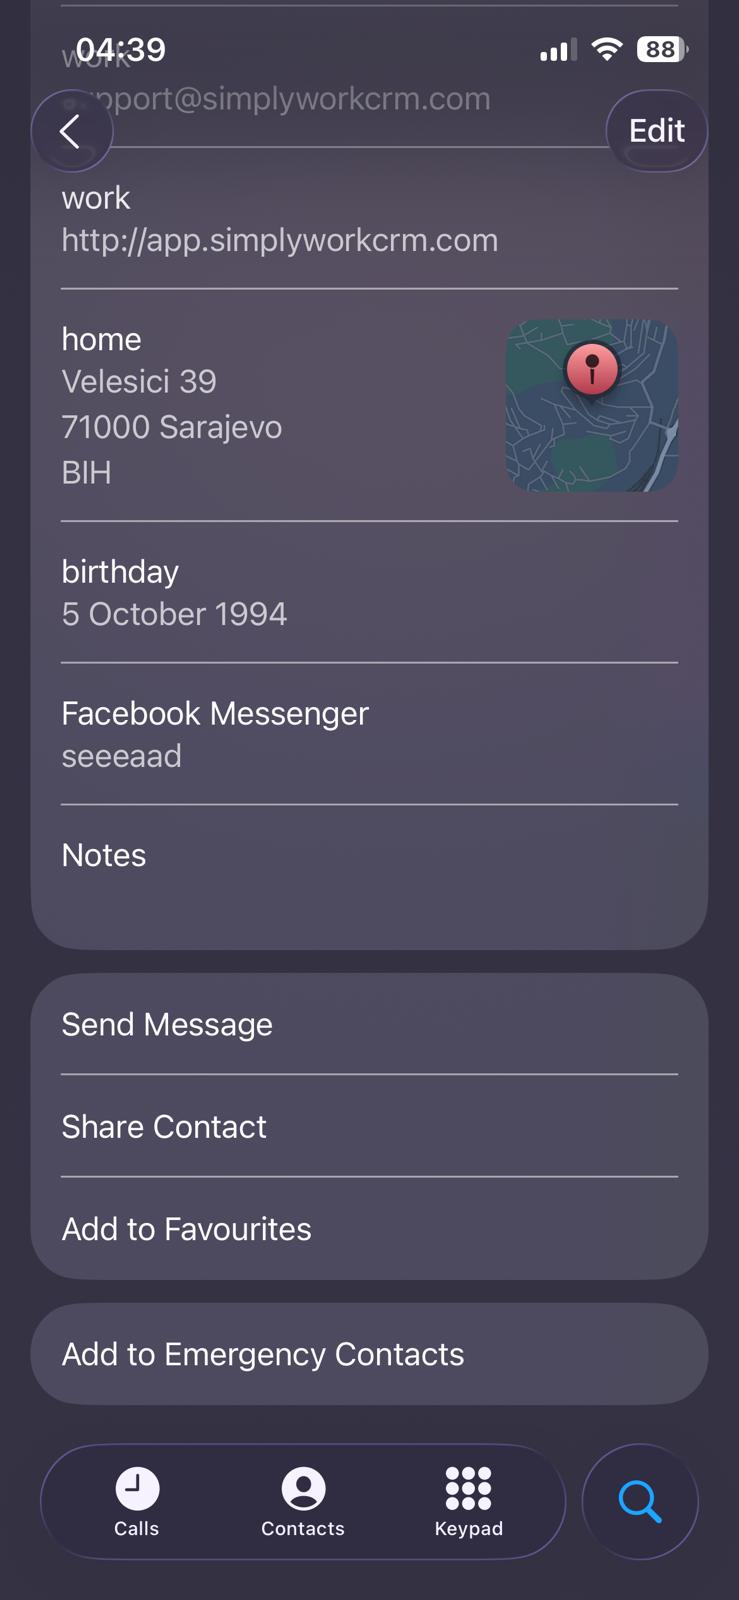 04:39
88
work
support@simplyworkcrm.com
Edit
work
http://app.simplyworkcrm.com
home
Velesici 39
71000 Sarajevo
BIH
birthday
5 October 1994
Facebook Messenger
seeeaad
Notes
Send Message
Share Contact
Add to Favourites
Add to Emergency Contacts
Calls
Contacts
Keypad